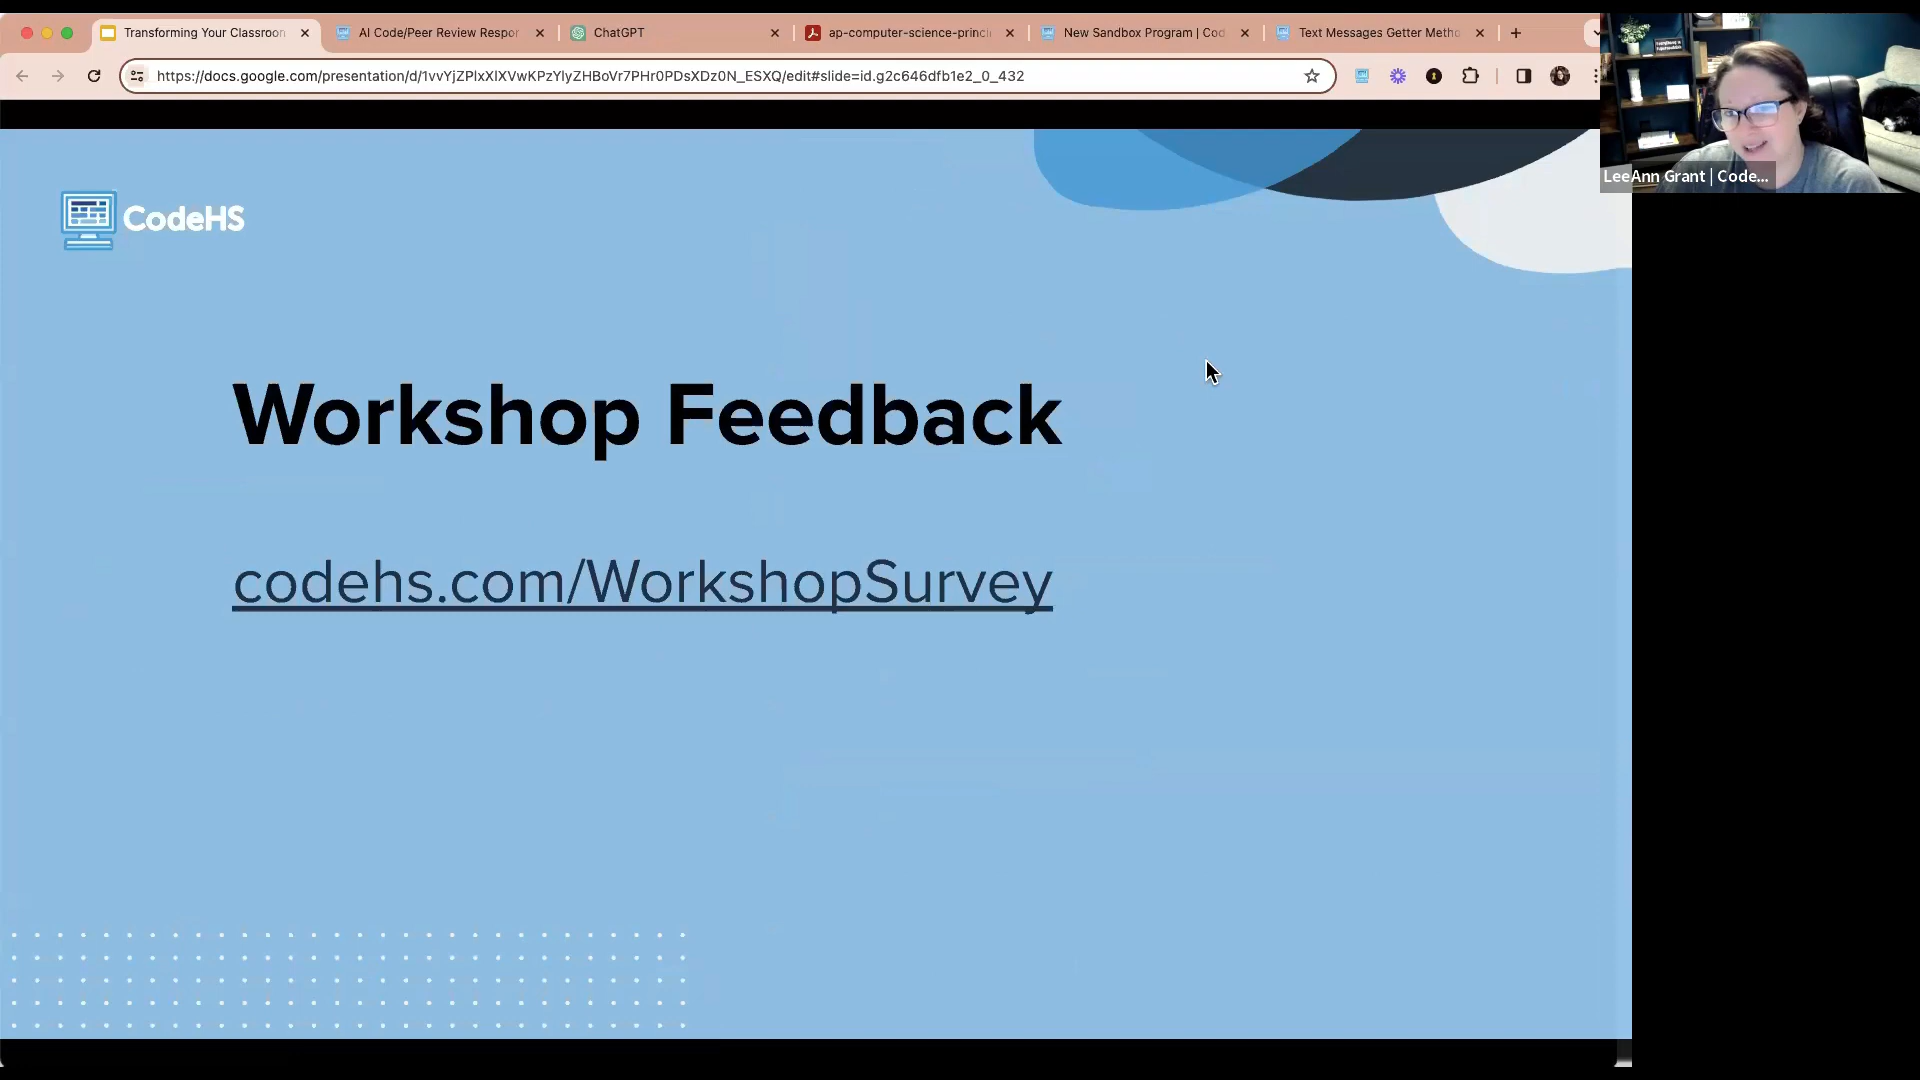 Transforming Your Classroon
AI Code/Peer Review Respor
ChatGPT
ap-computer-science-princi
New Sandbox Program | Cod
Text Messages Getter Metho
https://docs.google.com/presentation/d/1vvYjZPlxXlXVwKPzYlyZHBoVr7PHr0PDsXDz0N_ESXQ/edit#slide=id.g2c646dfb1e2_0_432
LeeAnn Grant | Code...
CodeHS
Workshop Feedback
codehs.com/WorkshopSurvey